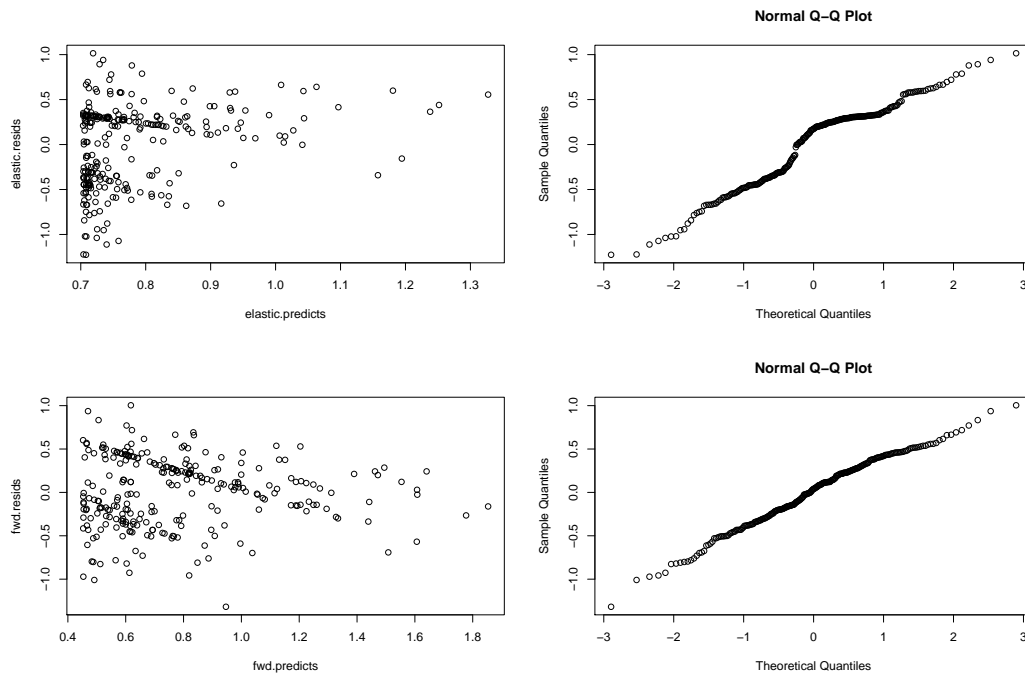 Normal Q−Q Plot
elastic.resids
1.0
0.5
0.0
−0.5
−1.0
0.7 0.8 0.9 1.0 1.1 1.2 1.3
elastic.predicts
Sample Quantiles
1.0
0.5
0.0
−0.5
−1.0
−3 −2 −1 0 1 2 3
Theoretical Quantiles
Normal Q−Q Plot
fwd.resids
1.0
0.5
0.0
−0.5
−1.0
0.4 0.6 0.8 1.0 1.2 1.4 1.6 1.8
fwd.predicts
Sample Quantiles
1.0
0.5
0.0
−0.5
−1.0
−3 −2 −1 0 1 2 3
Theoretical Quantiles